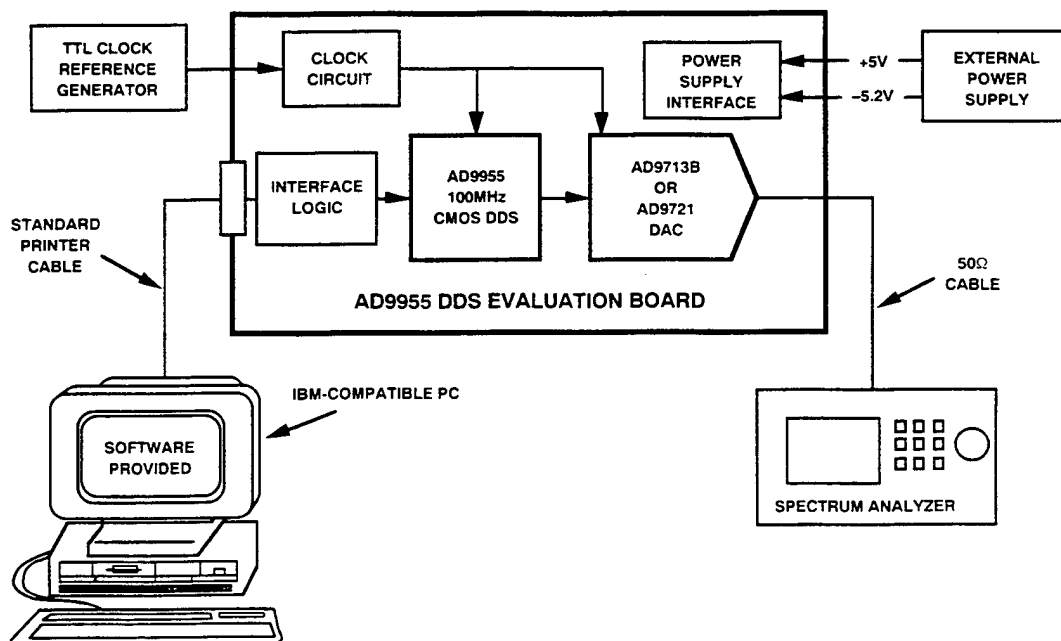 TTL CLOCK
REFERENCE
GENERATOR
CLOCK
CIRCUIT
POWER
SUPPLY
INTERFACE
+5V
–5.2V
EXTERNAL
POWER
SUPPLY
INTERFACE
LOGIC
AD9955
100MHz
CMOS DDS
AD9713B
OR
AD9721
DAC
STANDARD
PRINTER
CABLE
AD9955 DDS EVALUATION BOARD
50Ω
CABLE
IBM-COMPATIBLE PC
SOFTWARE
PROVIDED
SPECTRUM ANALYZER